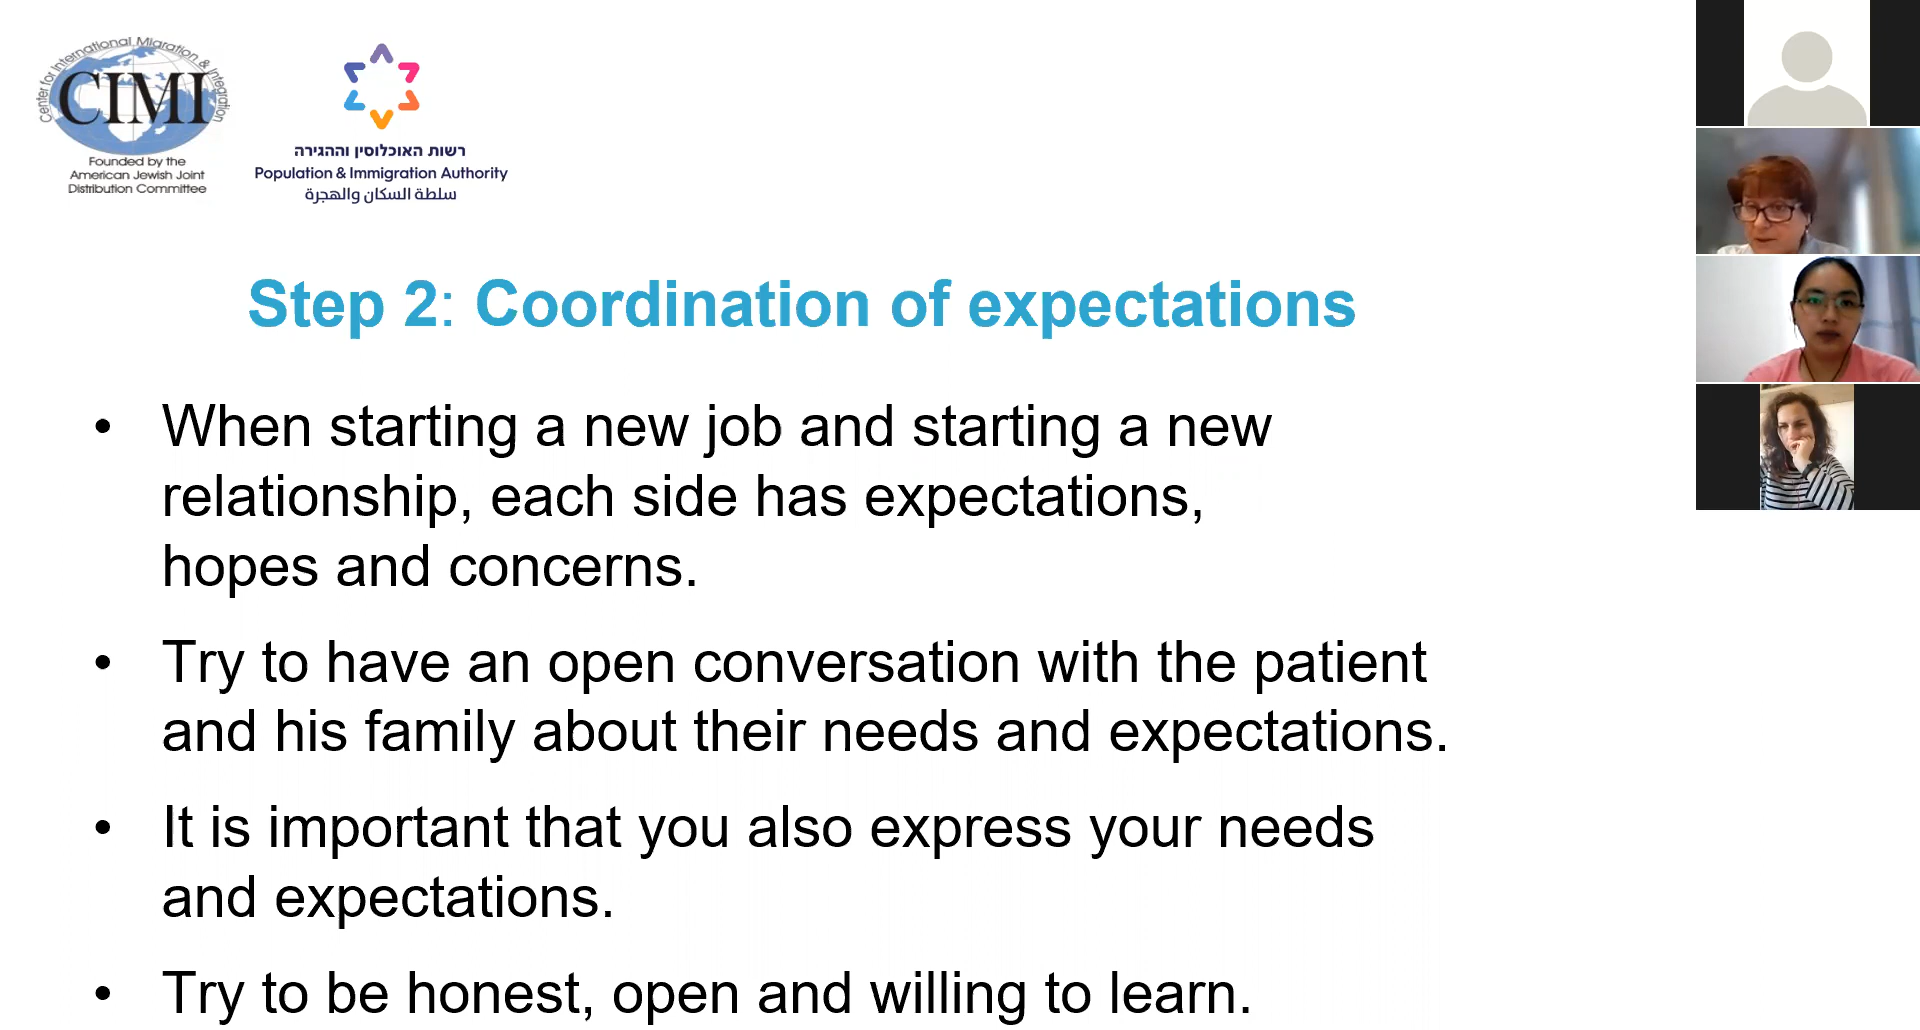 Center for International Migration & Integration
CIMI
Founded by the
American Jewish Joint
Distribution Committee
רשות האוכלוסין וההגירה
Population & Immigration Authority
سلطة السكان والهجرة
Step 2: Coordination of expectations
• When starting a new job and starting a new
relationship, each side has expectations,
hopes and concerns.
• Try to have an open conversation with the patient
and his family about their needs and expectations.
• It is important that you also express your needs
and expectations.
• Try to be honest, open and willing to learn.